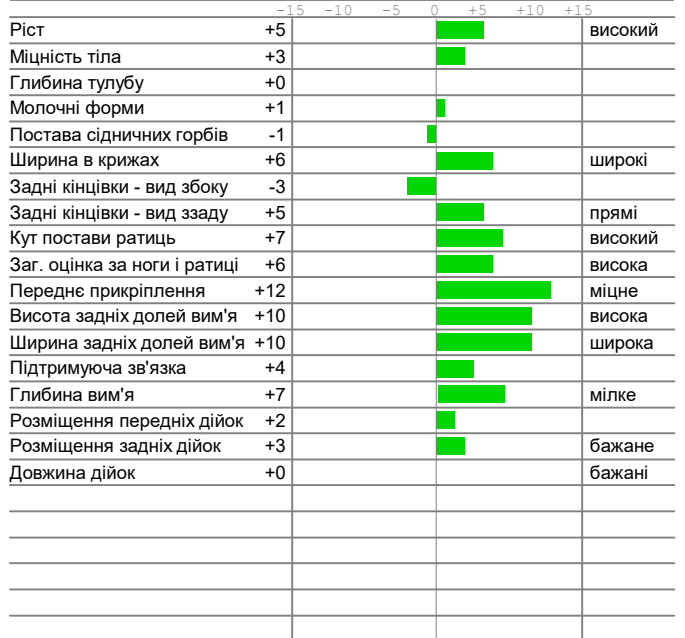 -15 -10 -5 0 +5 +10 +15
Ріст +5 високий
Міцність тіла +3
Глибина тулубу +0
Молочні форми +1
Постава сідничних горбів -1
Ширина в крижах +6 широкі
Задні кінцівки - вид збоку -3
Задні кінцівки - вид ззаду +5 прямі
Кут постави ратиць +7 високий
Заг. оцінка за ноги і ратиці +6 висока
Переднє прикріплення +12 міцне
Висота задніх долей вим'я +10 висока
Ширина задніх долей вим'я +10 широка
Підтримуюча зв'язка +4
Глибина вим'я +7 мілке
Розміщення передніх дійок +2
Розміщення задніх дійок +3 бажане
Довжина дійок +0 бажані